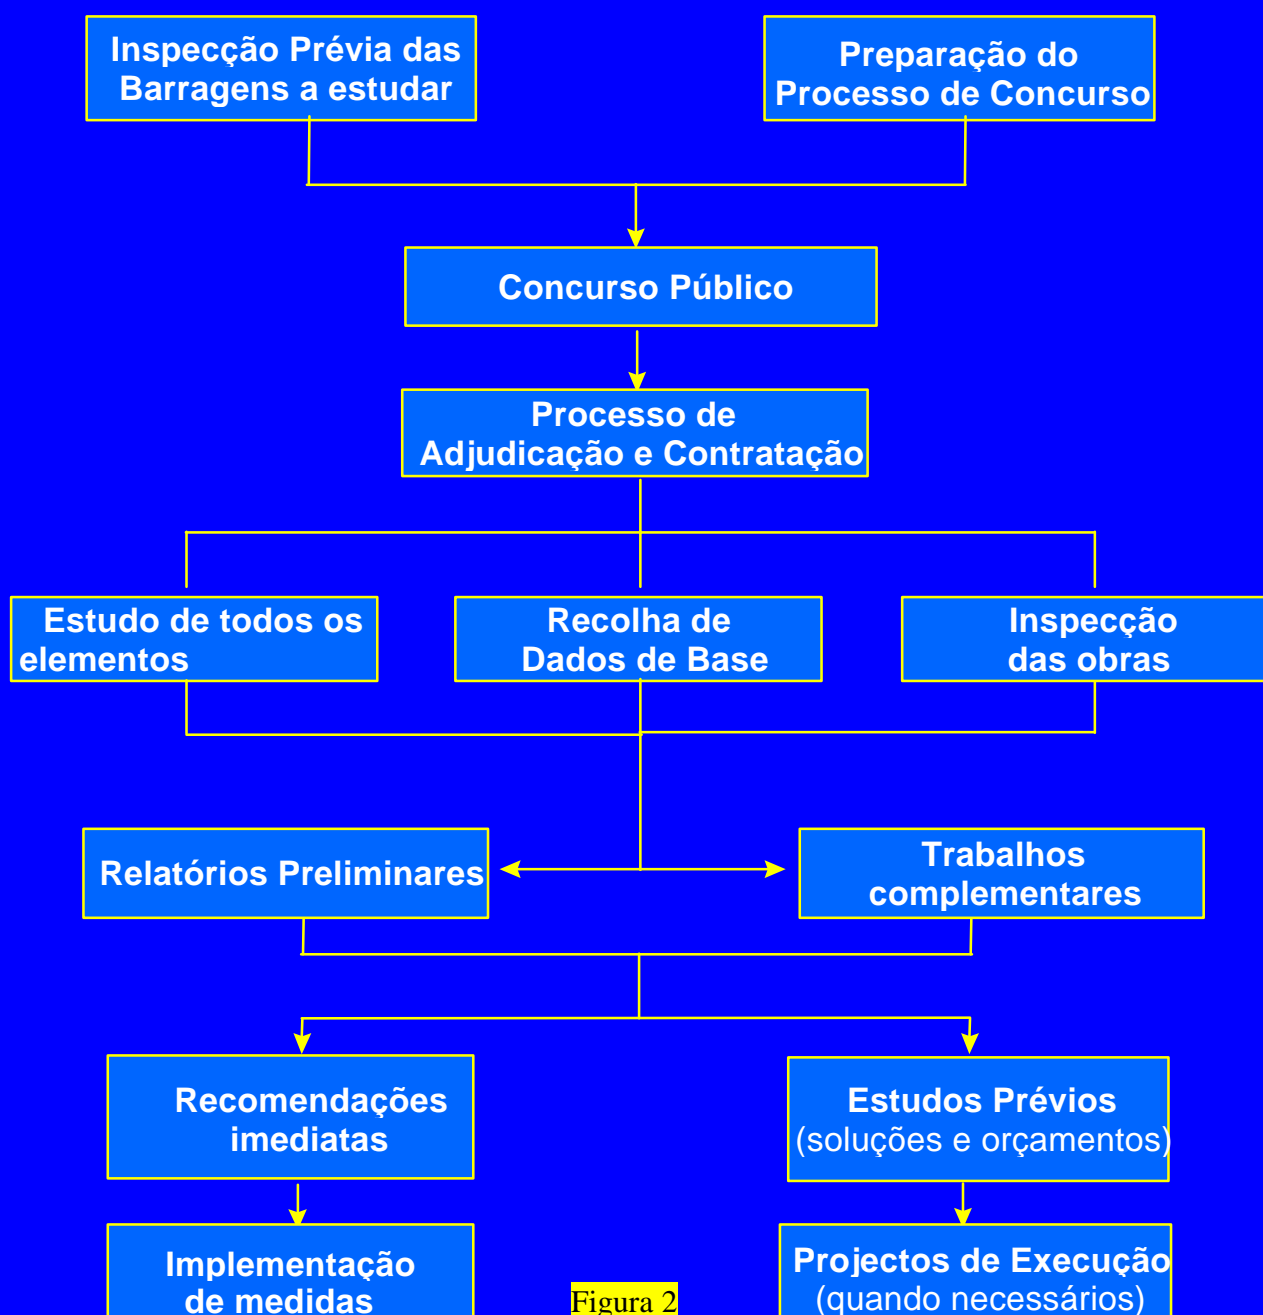 Inspecção Prévia das
Barragens a estudar
Preparação do
Processo de Concurso
Concurso Público
Processo de
Adjudicação e Contratação
Estudo de todos os
elementos
Recolha de
Dados de Base
Inspecção
das obras
Relatórios Preliminares
Trabalhos
complementares
Recomendações
imediatas
Estudos Prévios
(soluções e orçamentos)
Implementação
de medidas
Projectos de Execução
(quando necessários)
Figura 2